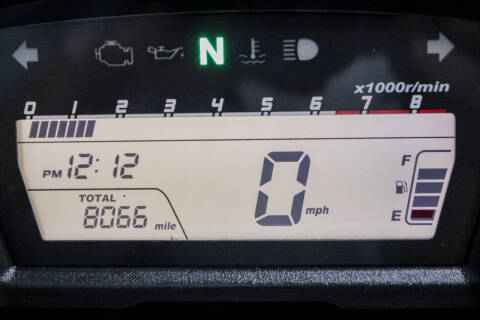 N
x1000r/min
0 1 2 3 4 5 6 7 8
PM 12:12
TOTAL
8066 mile
0 mph
F
E